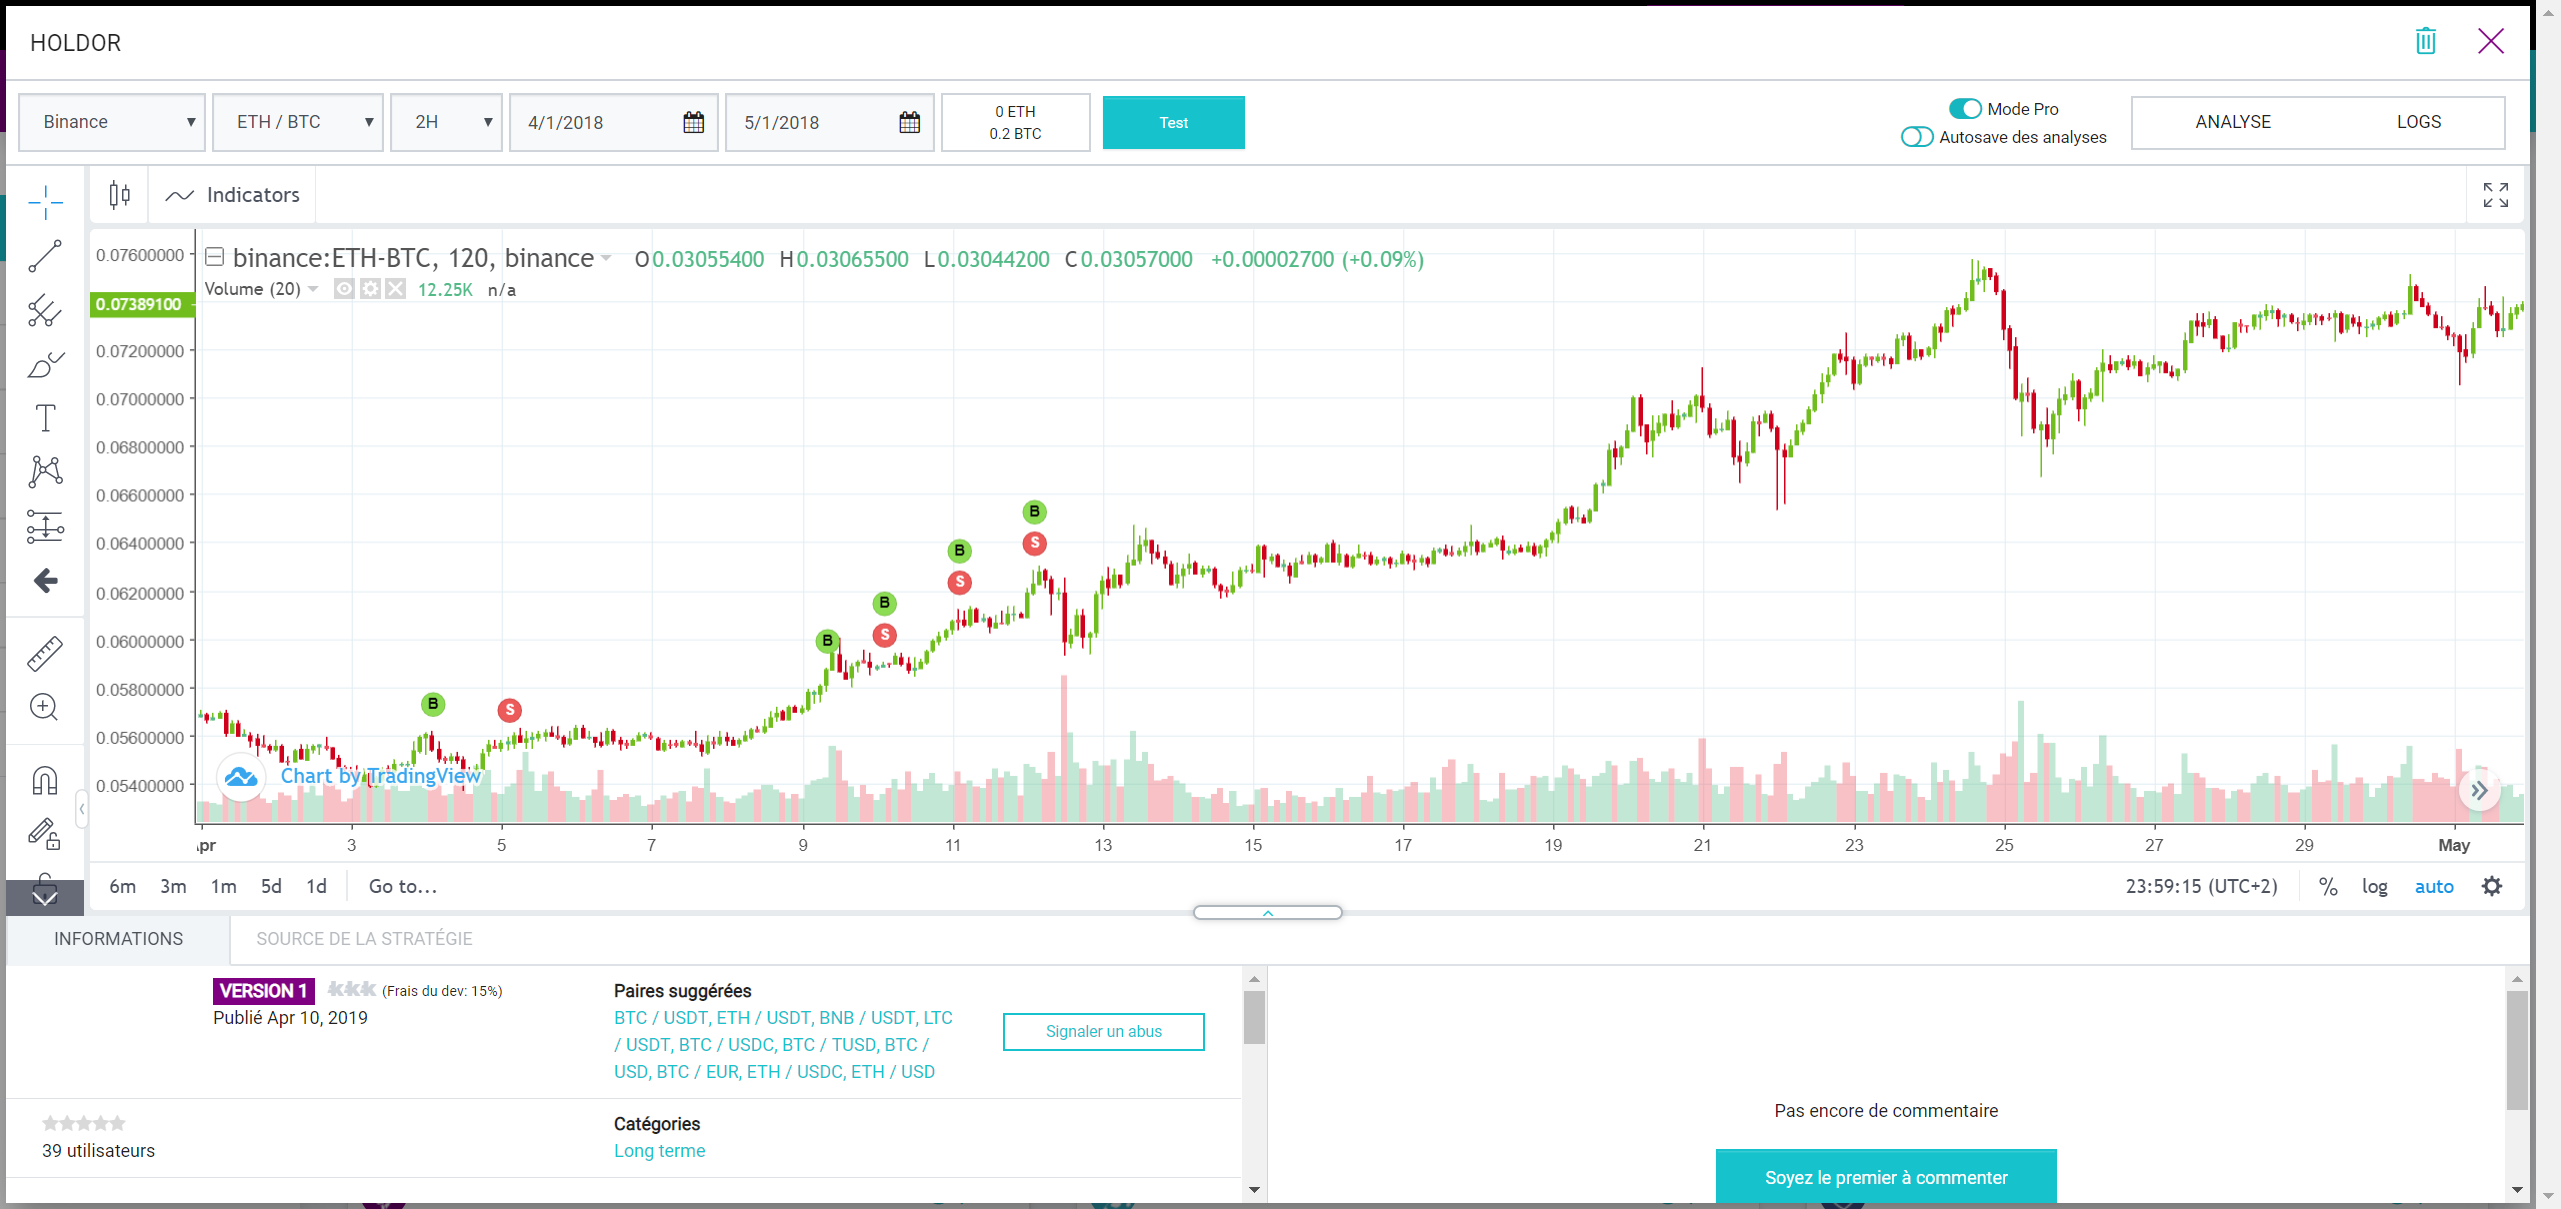 HOLDOR
Binance ETH / BTC 2H 4/1/2018 5/1/2018 0 ETH
0.2 BTC
Test
Mode Pro
Autosave des analyses
ANALYSE LOGS
Indicators
binance:ETH-BTC, 120, binance O0.03055400 H0.03065500 L0.03044200 C0.03057000 +0.00002700 (+0.09%)
Volume (20) 12.25K n/a
0.07600000
0.07389100
0.07200000
0.07000000
0.06800000
0.06600000
0.06400000
0.06200000
0.06000000
0.05800000
0.05600000
0.05400000
B
S
B
B
S
B
S
B
S
Chart by TradingView
pr 3 5 7 9 11 13 15 17 19 21 23 25 27 29 May
6m 3m 1m 5d 1d Go to... 23:59:15 (UTC+2) % log auto
INFORMATIONS SOURCE DE LA STRATÉGIE
VERSION 1 (Frais du dev: 15%)
Publié Apr 10, 2019
Paires suggérées
BTC / USDT, ETH / USDT, BNB / USDT, LTC
/ USDT, BTC / USDC, BTC / TUSD, BTC /
USD, BTC / EUR, ETH / USDC, ETH / USD
Signaler un abus
39 utilisateurs
Catégories
Long terme
Pas encore de commentaire
Soyez le premier à commenter